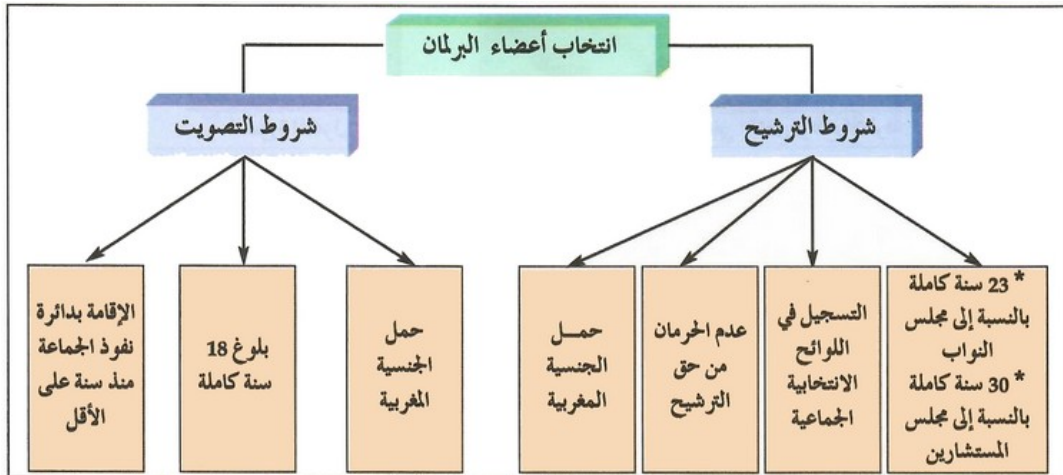 انتخاب أعضاء البرلمان
شروط الترشيح
شروط التصويت
* 23 سنة كاملة
بالنسبة إلى مجلس
النواب
* 30 سنة كاملة
بالنسبة إلى مجلس
المستشارين
التسجيل في
اللوائح
الانتخابية
الجماعية
عدم الحرمان
من حق
الترشيح
حمـــل
الجنسية
المغربية
حمل
الجنسية
المغربية
بلوغ 18
سنة كاملة
الإقامة بدائرة
نفوذ الجماعة
منذ سنة على
الأقل